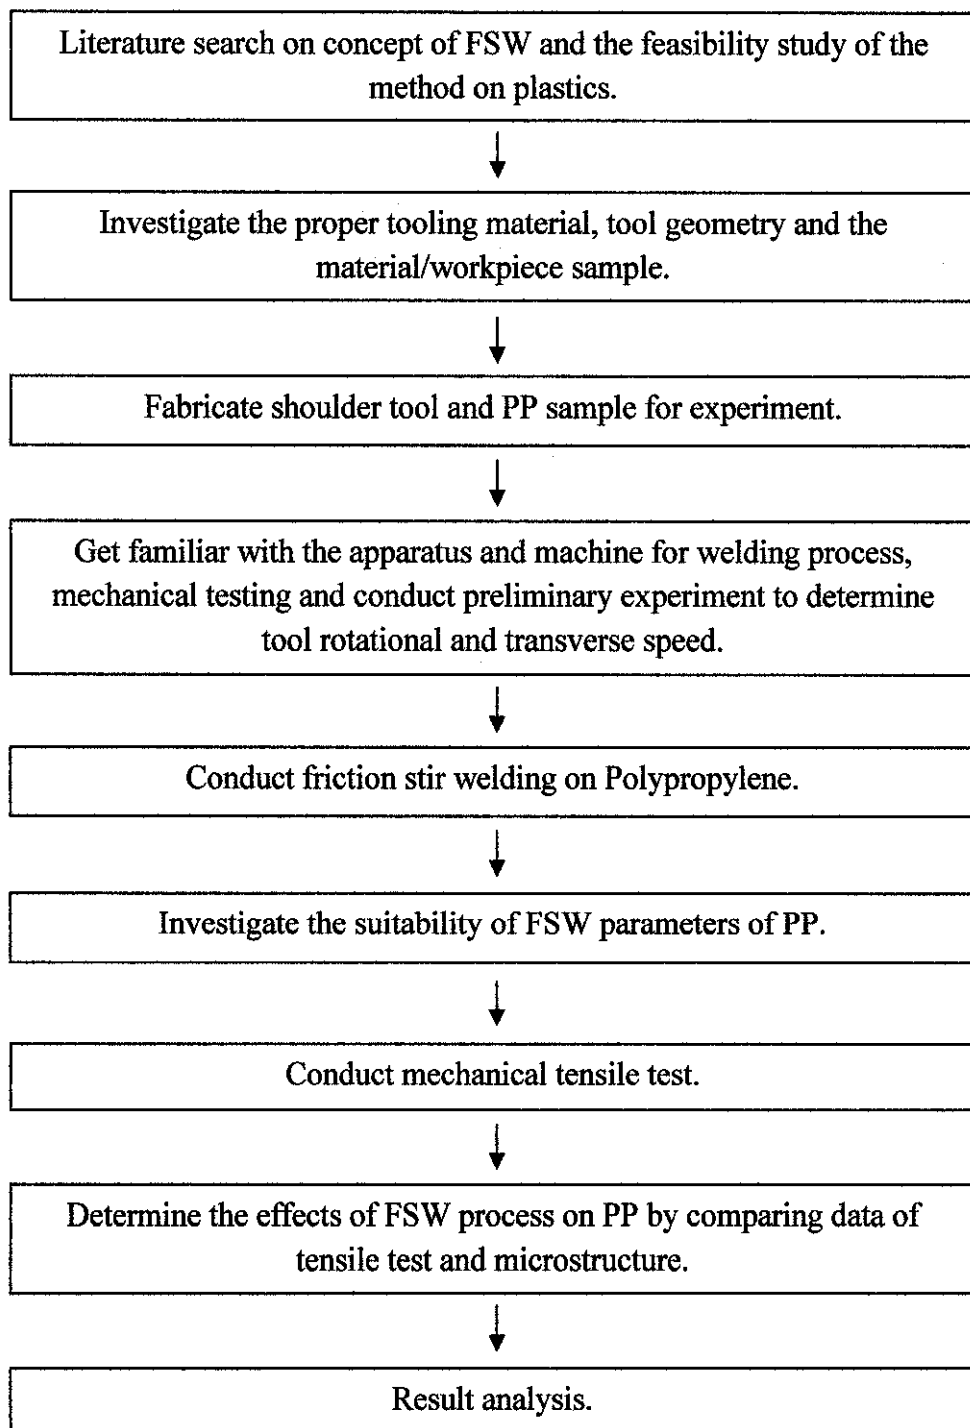 Literature search on concept of FSW and the feasibility study of the
method on plastics.
Investigate the proper tooling material, tool geometry and the
material/workpiece sample.
Fabricate shoulder tool and PP sample for experiment.
Get familiar with the apparatus and machine for welding process,
mechanical testing and conduct preliminary experiment to determine
tool rotational and transverse speed.
Conduct friction stir welding on Polypropylene.
Investigate the suitability of FSW parameters of PP.
Conduct mechanical tensile test.
Determine the effects of FSW process on PP by comparing data of
tensile test and microstructure.
Result analysis.